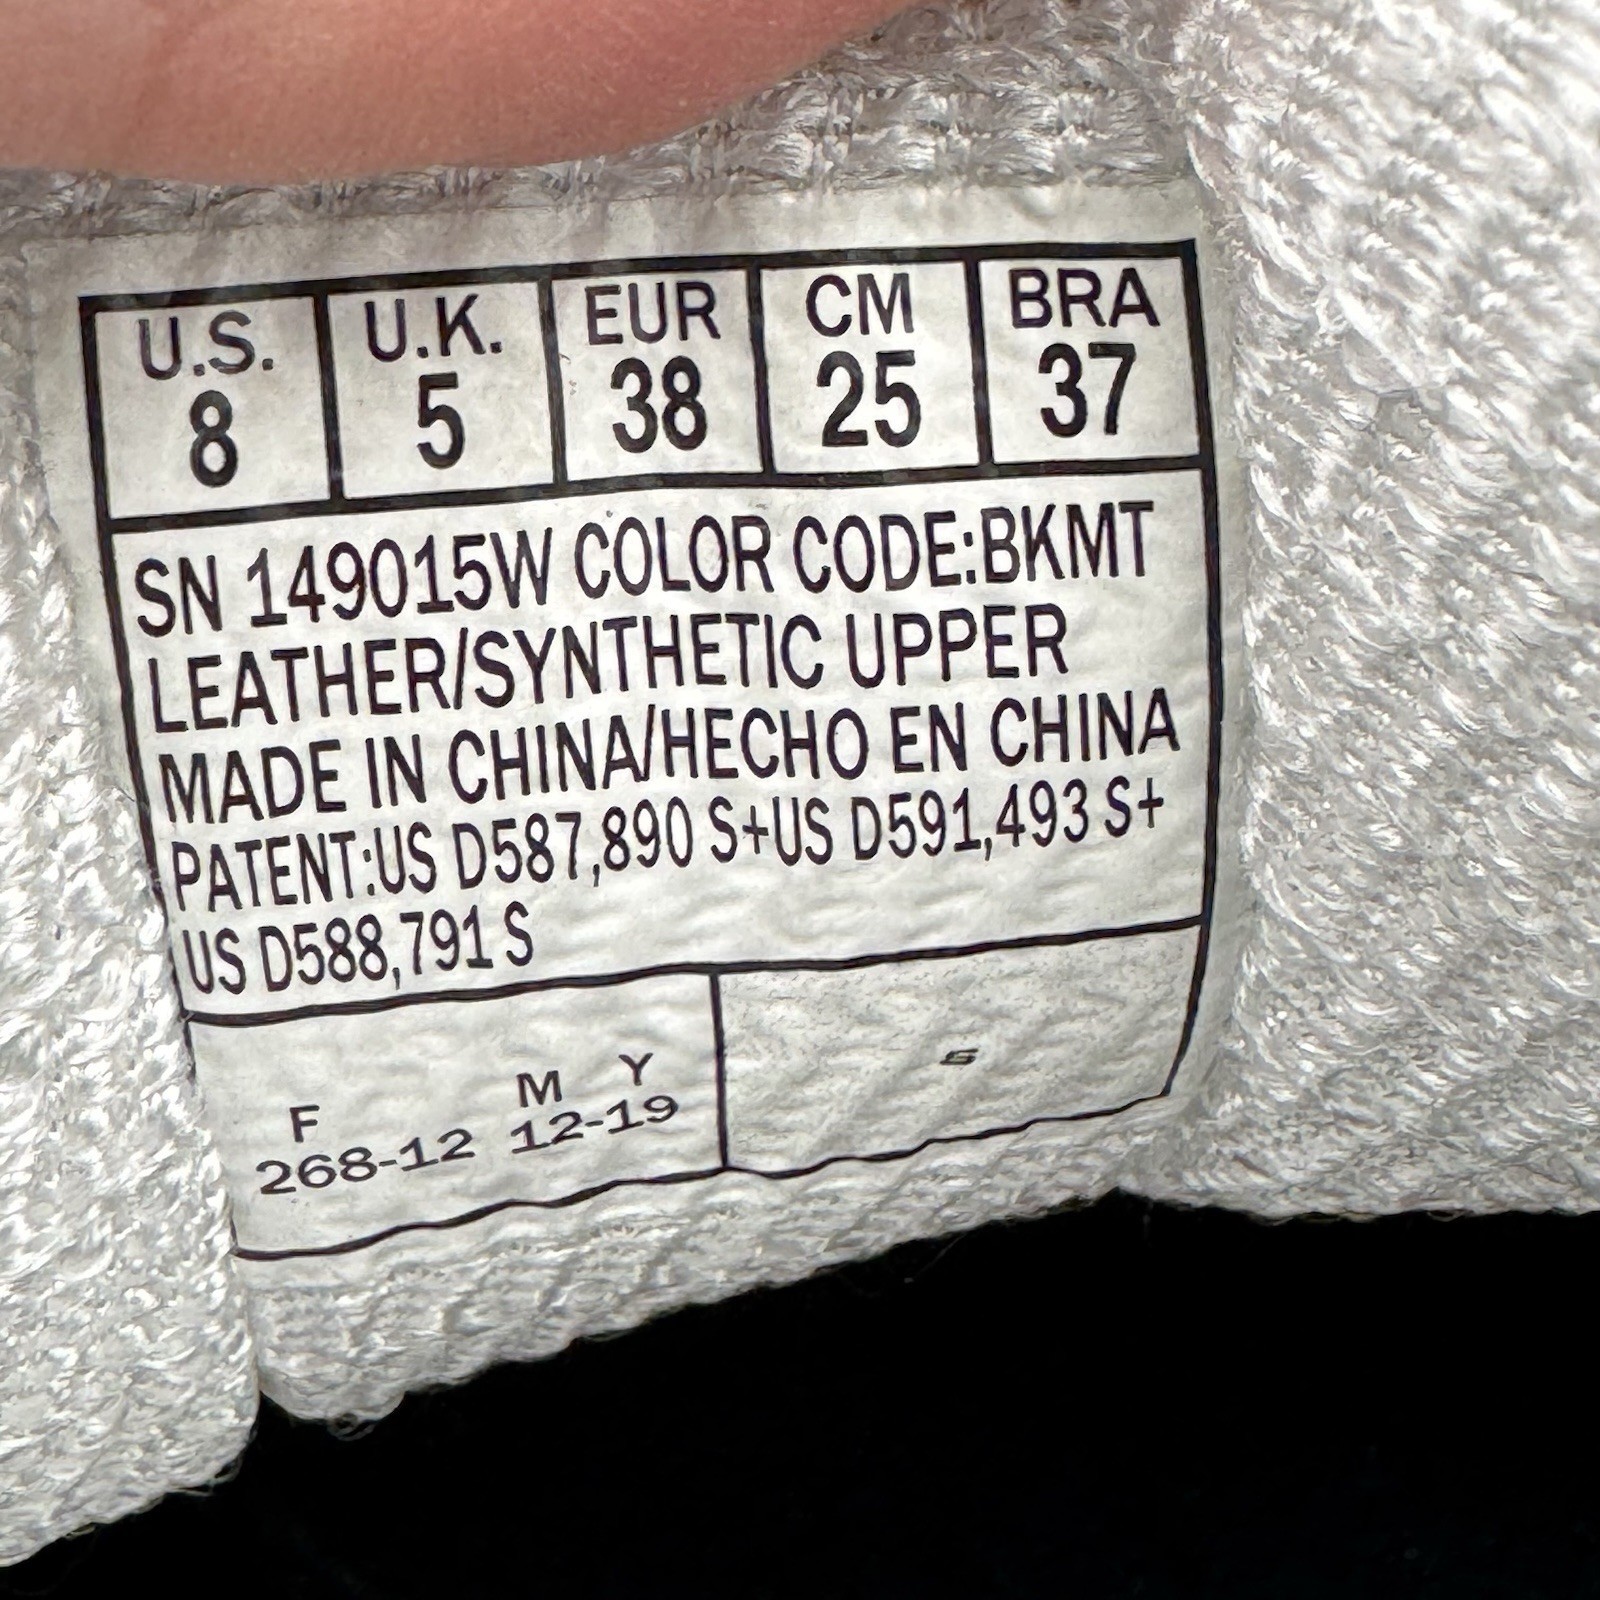 U.S. U.K. EUR CM BRA
8 5 38 25 37
SN 149015W COLOR CODE:BKMT
LEATHER/SYNTHETIC UPPER
MADE IN CHINA/HECHO EN CHINA
PATENT:US D587,890 S+US D591,493 S+
US D588,791 S
F M Y
268-12 12-19